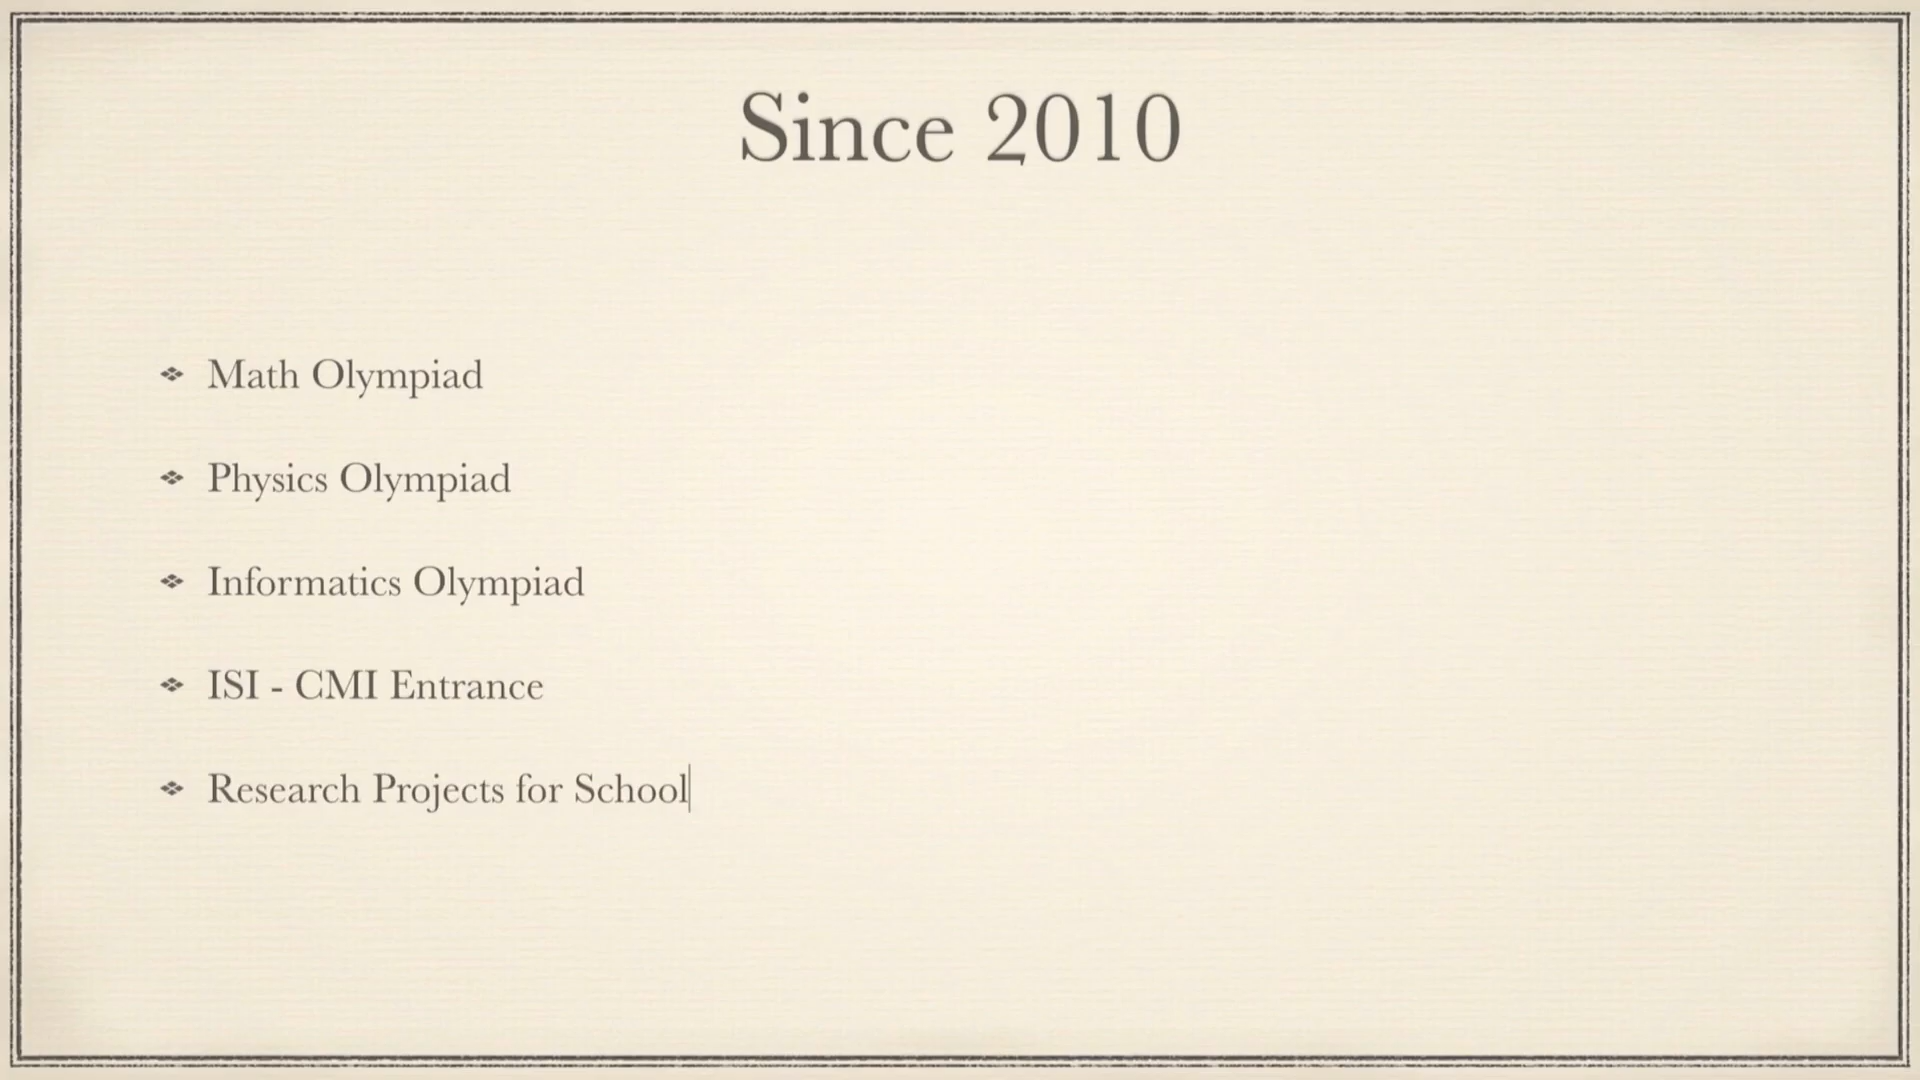 Since 2010
Math Olympiad
Physics Olympiad
Informatics Olympiad
ISI - CMI Entrance
Research Projects for School